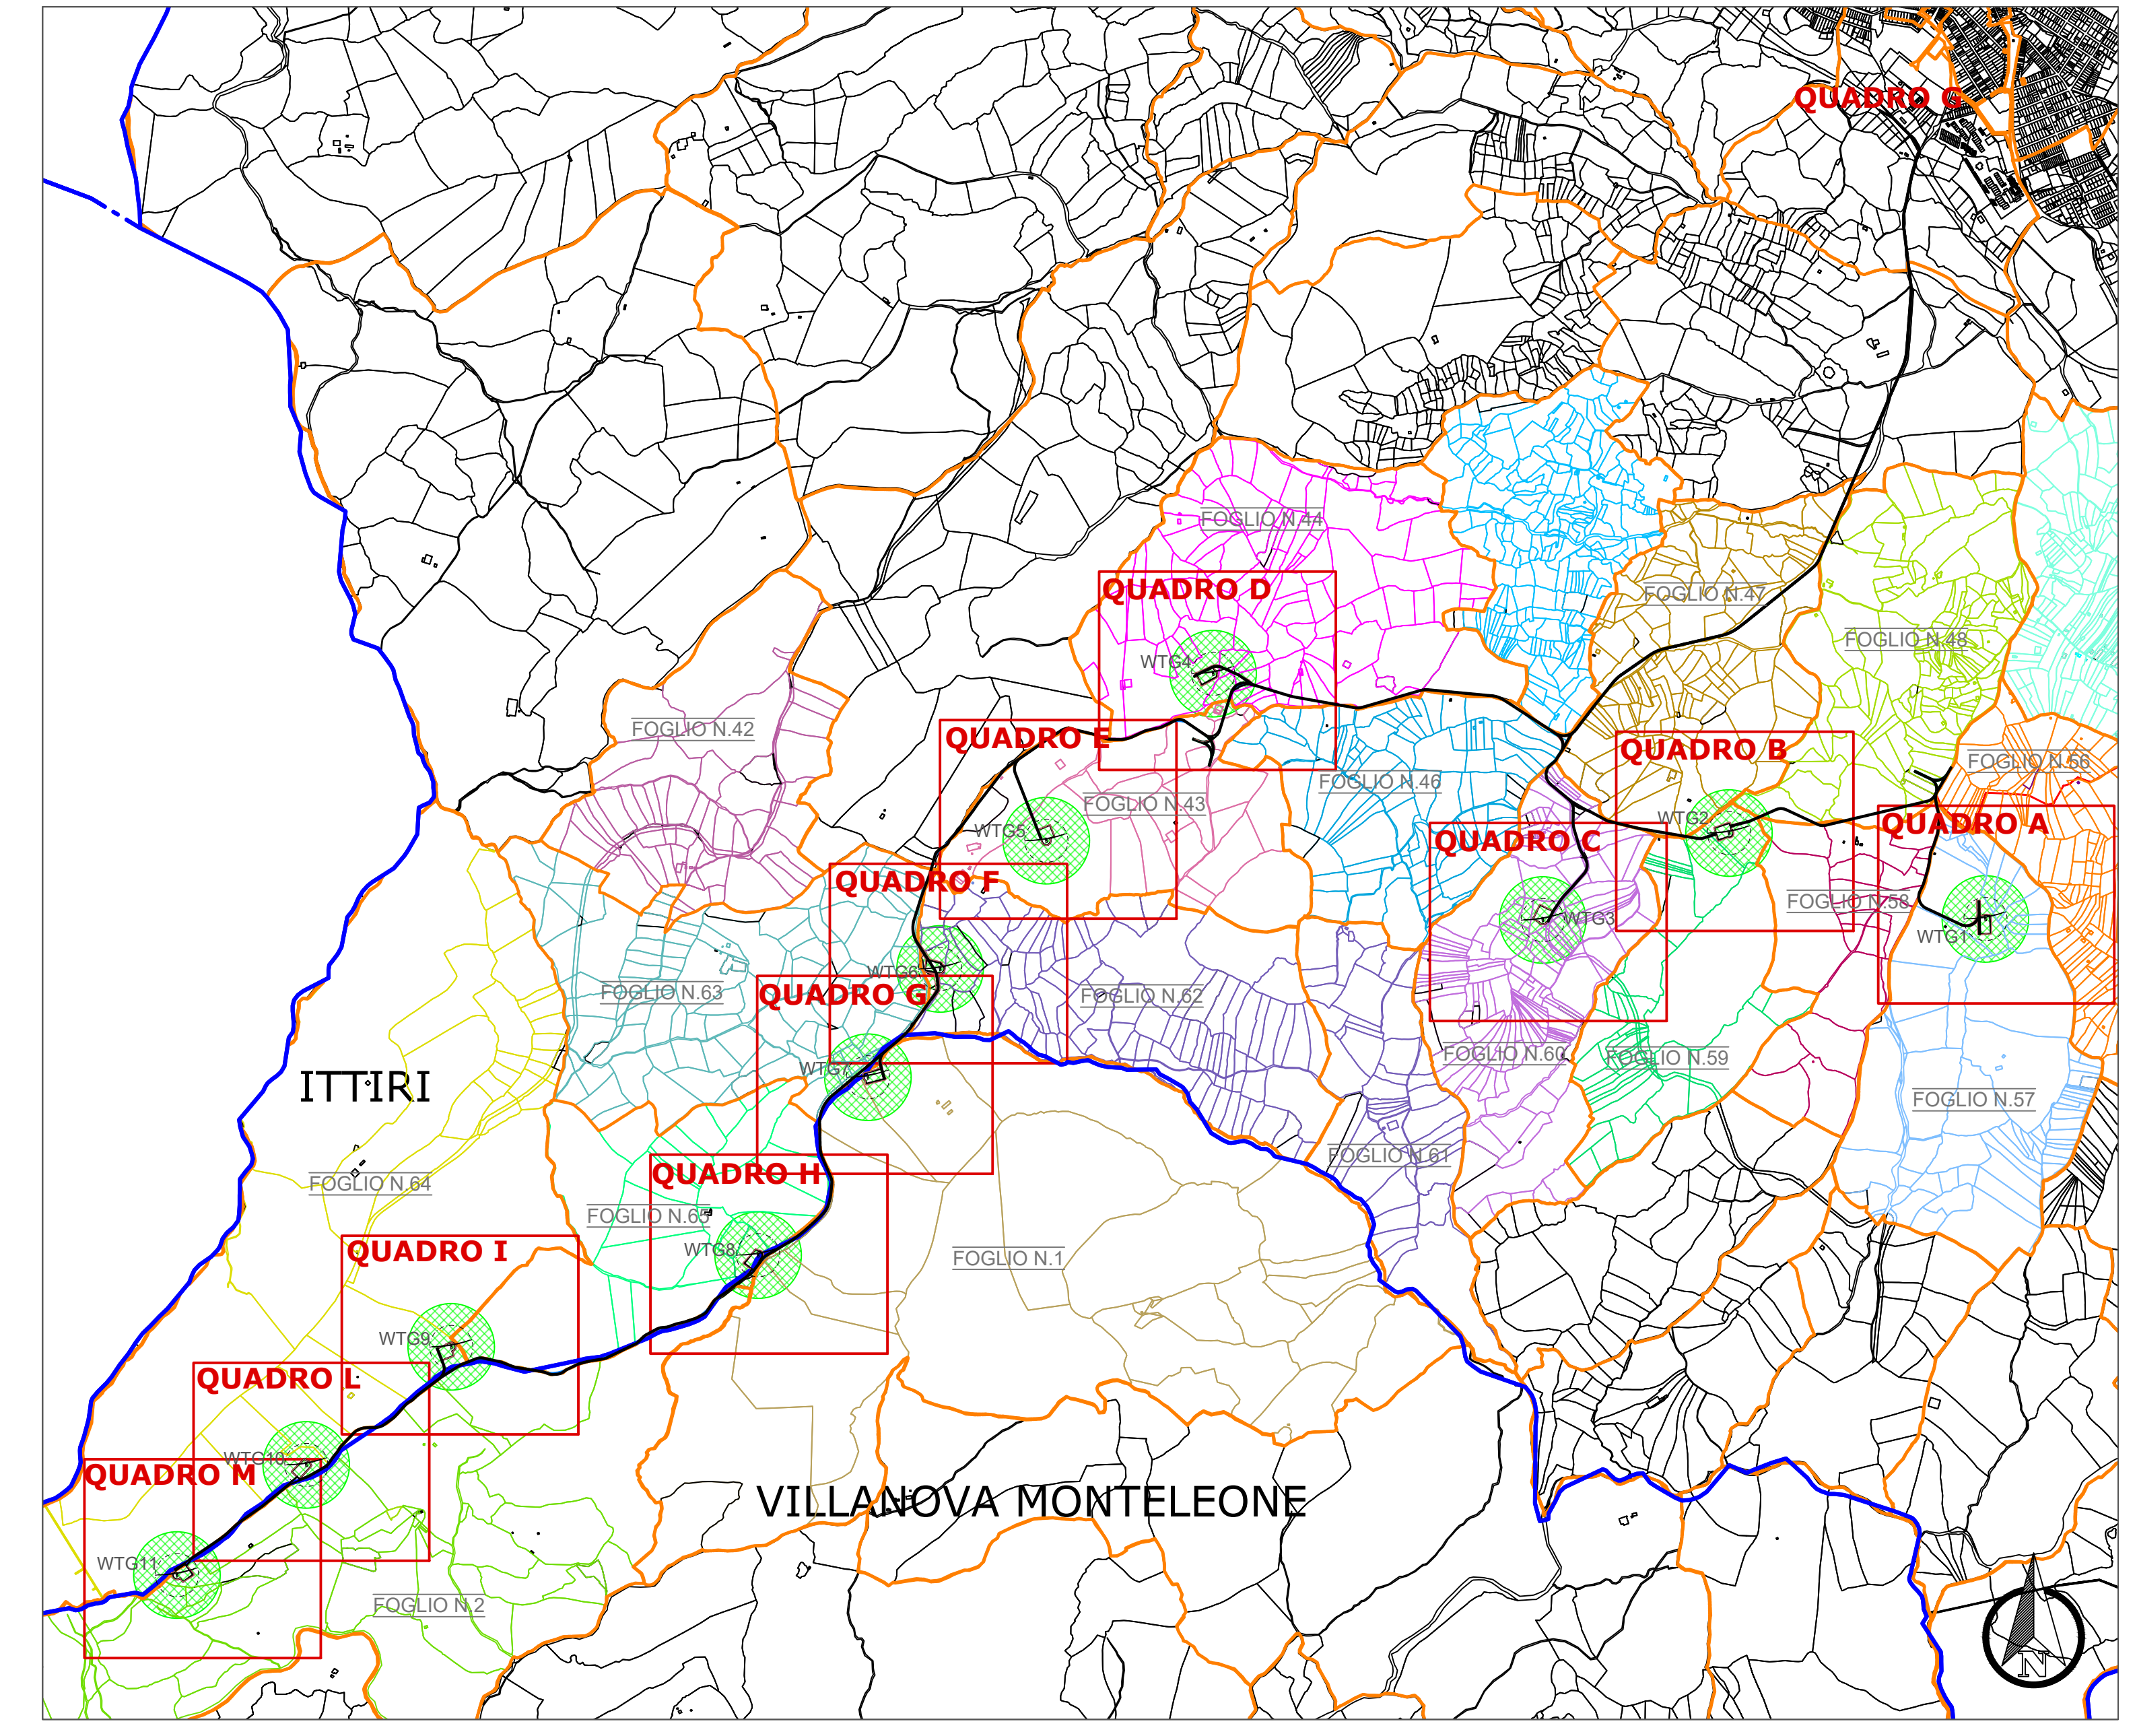 QUADRO G
FOGLIO N.44
QUADRO D
FOGLIO N.47
FOGLIO N.48
WTG4
FOGLIO N.42
QUADRO E
QUADRO B
FOGLIO N.56
FOGLIO N.46
FOGLIO N.43
WTG5
WTG2
QUADRO A
QUADRO C
QUADRO F
FOGLIO N.58
WTG3
WTG1
WTG6
FOGLIO N.63
QUADRO G
FOGLIO N.62
FOGLIO N.60
FOGLIO N.59
WTG7
ITTIRI
FOGLIO N.57
FOGLIO N.61
QUADRO H
FOGLIO N.64
FOGLIO N.65
WTG8
QUADRO I
FOGLIO N.1
WTG9
QUADRO L
WTG10
QUADRO M
VILLANOVA MONTELEONE
WTG11
FOGLIO N.2
N